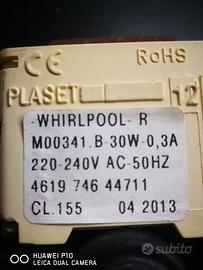 CE RoHS
PLASET 12
-WHIRLPOOL- R
M00341.B-30W-0,3A
220-240V AC-50HZ
4619 746 44711
CL.155 04 2013
HUAWEI P10
LEICA DUAL CAMERA
subito